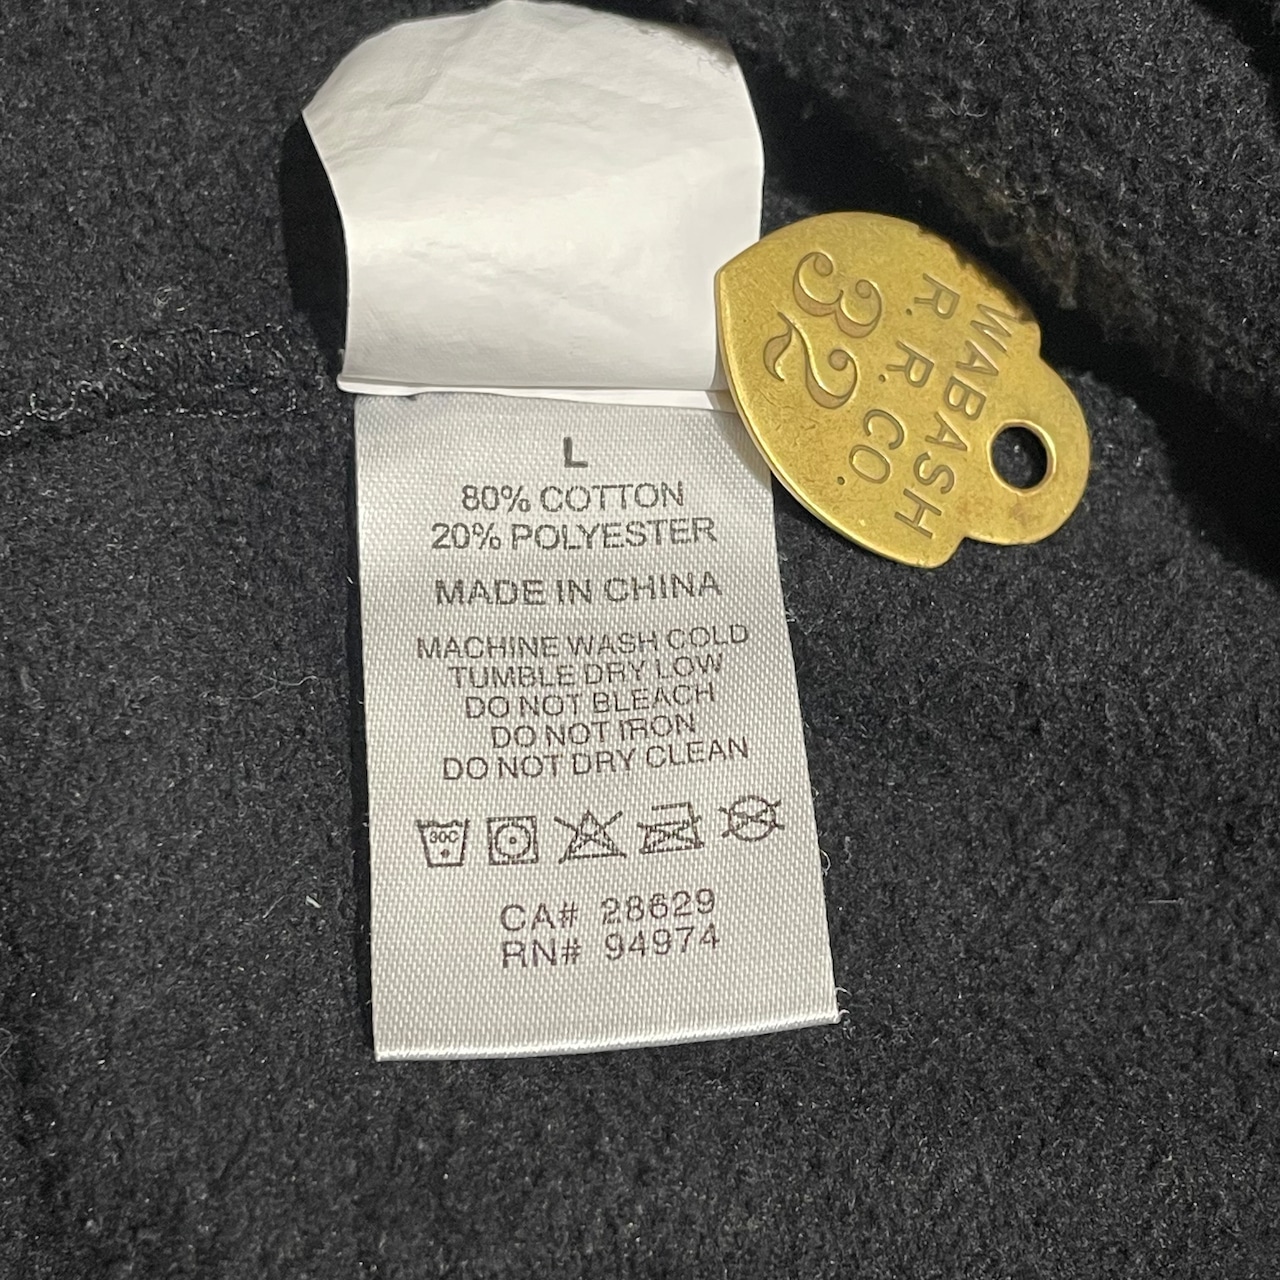 L
80% COTTON
20% POLYESTER
MADE IN CHINA
MACHINE WASH COLD
TUMBLE DRY LOW
DO NOT BLEACH
DO NOT IRON
DO NOT DRY CLEAN
30C
CA# 28629
RN# 94974
WABASH
R. R. CO.
32